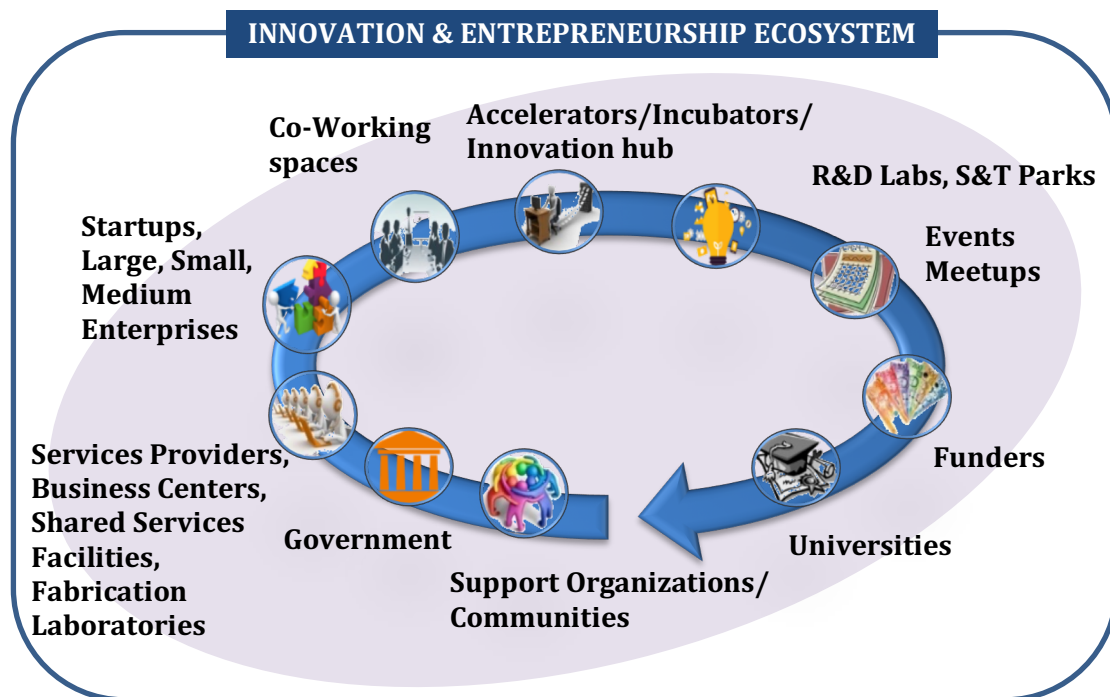 INNOVATION & ENTREPRENEURSHIP ECOSYSTEM
Co-Working
spaces
Accelerators/Incubators/
Innovation hub
R&D Labs, S&T Parks
Events
Meetups
Funders
Universities
Support Organizations/
Communities
Government
Services Providers,
Business Centers,
Shared Services
Facilities,
Fabrication
Laboratories
Startups,
Large, Small,
Medium
Enterprises